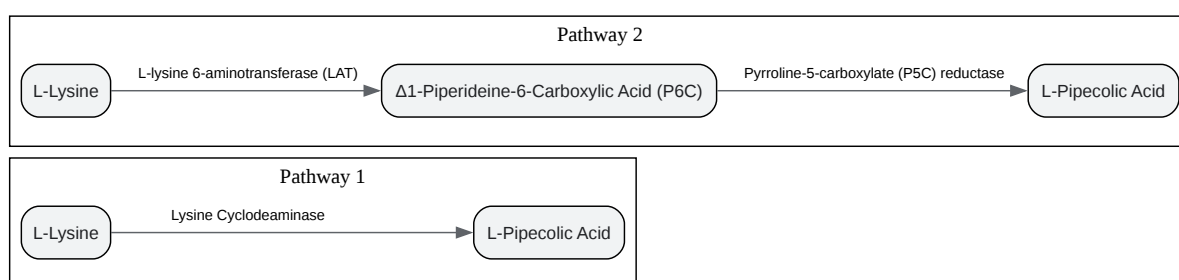 Pathway 2
L-Lysine
L-lysine 6-aminotransferase (LAT)
Δ1-Piperideine-6-Carboxylic Acid (P6C)
Pyrroline-5-carboxylate (P5C) reductase
L-Pipecolic Acid
Pathway 1
L-Lysine
Lysine Cyclodeaminase
L-Pipecolic Acid